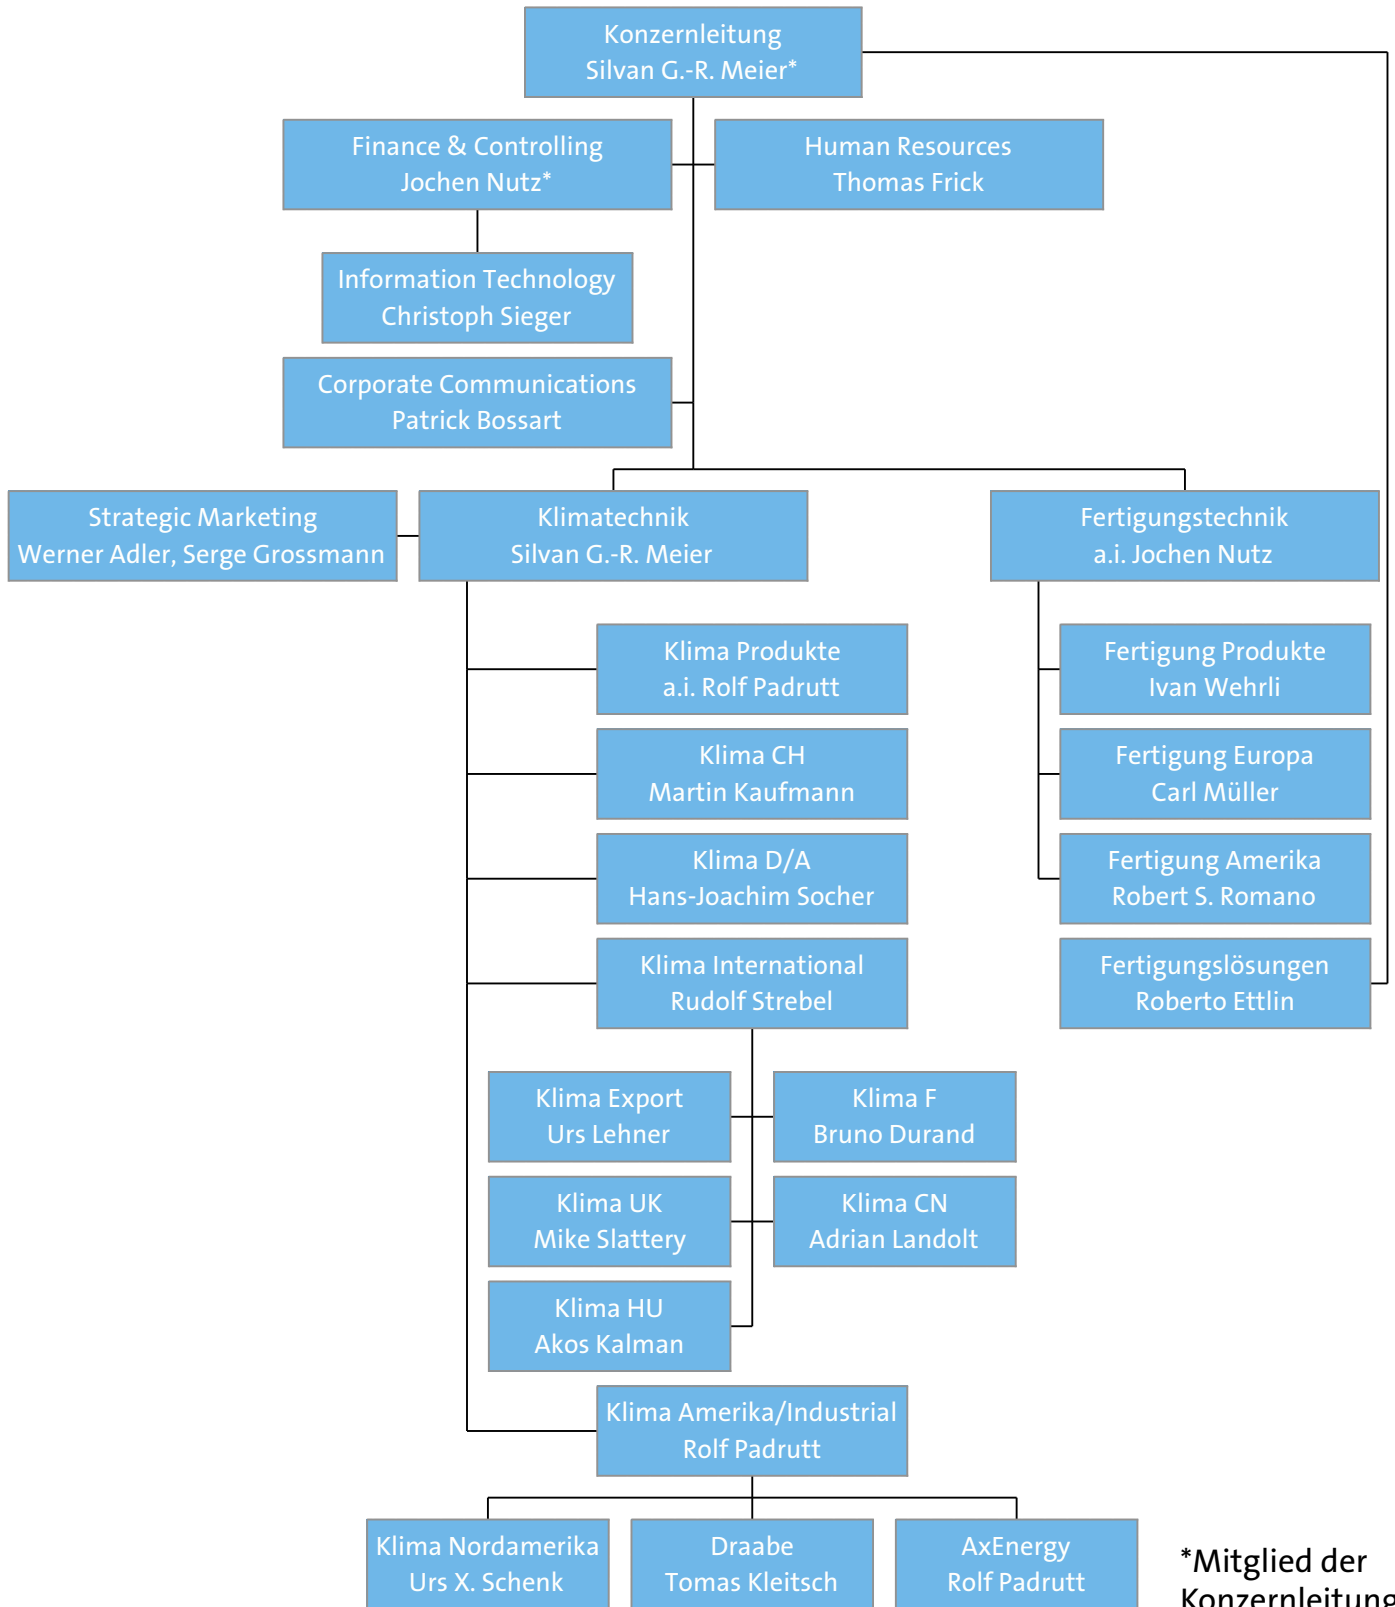 Konzernleitung
Silvan G.-R. Meier*
Finance & Controlling
Jochen Nutz*
Human Resources
Thomas Frick
Information Technology
Christoph Sieger
Corporate Communications
Patrick Bossart
Strategic Marketing
Werner Adler, Serge Grossmann
Klimatechnik
Silvan G.-R. Meier
Fertigungstechnik
a.i. Jochen Nutz
Klima Produkte
a.i. Rolf Padrutt
Fertigung Produkte
Ivan Wehrli
Klima CH
Martin Kaufmann
Fertigung Europa
Carl Müller
Klima D/A
Hans-Joachim Socher
Fertigung Amerika
Robert S. Romano
Klima International
Rudolf Strebel
Fertigungslösungen
Roberto Ettlin
Klima Export
Urs Lehner
Klima F
Bruno Durand
Klima UK
Mike Slattery
Klima CN
Adrian Landolt
Klima HU
Akos Kalman
Klima Amerika/Industrial
Rolf Padrutt
Klima Nordamerika
Urs X. Schenk
Draabe
Tomas Kleitsch
AxEnergy
Rolf Padrutt
*Mitglied der
Konzernleitung